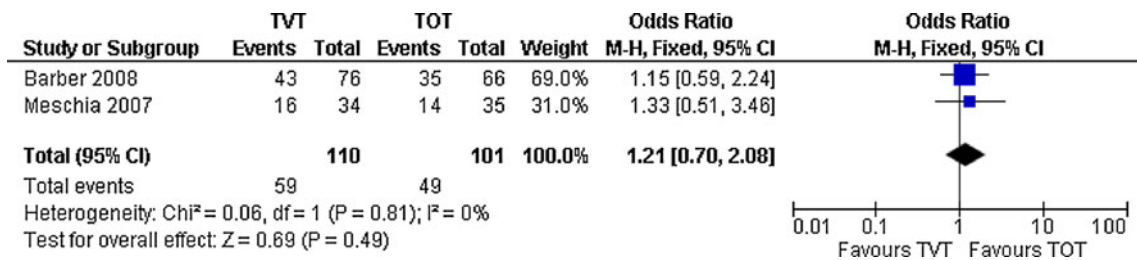 TVT TOT Odds Ratio Odds Ratio
Study or Subgroup Events Total Events Total Weight M-H, Fixed, 95% CI M-H, Fixed, 95% CI
Barber 2008 43 76 35 66 69.0% 1.15 [0.59, 2.24]
Meschia 2007 16 34 14 35 31.0% 1.33 [0.51, 3.46]
Total (95% CI) 110 101 100.0% 1.21 [0.70, 2.08]
Total events 59 49
Heterogeneity: Chi² = 0.06, df = 1 (P = 0.81); I² = 0%
Test for overall effect: Z = 0.69 (P = 0.49)
0.01 0.1 1 10 100
Favours TVT Favours TOT